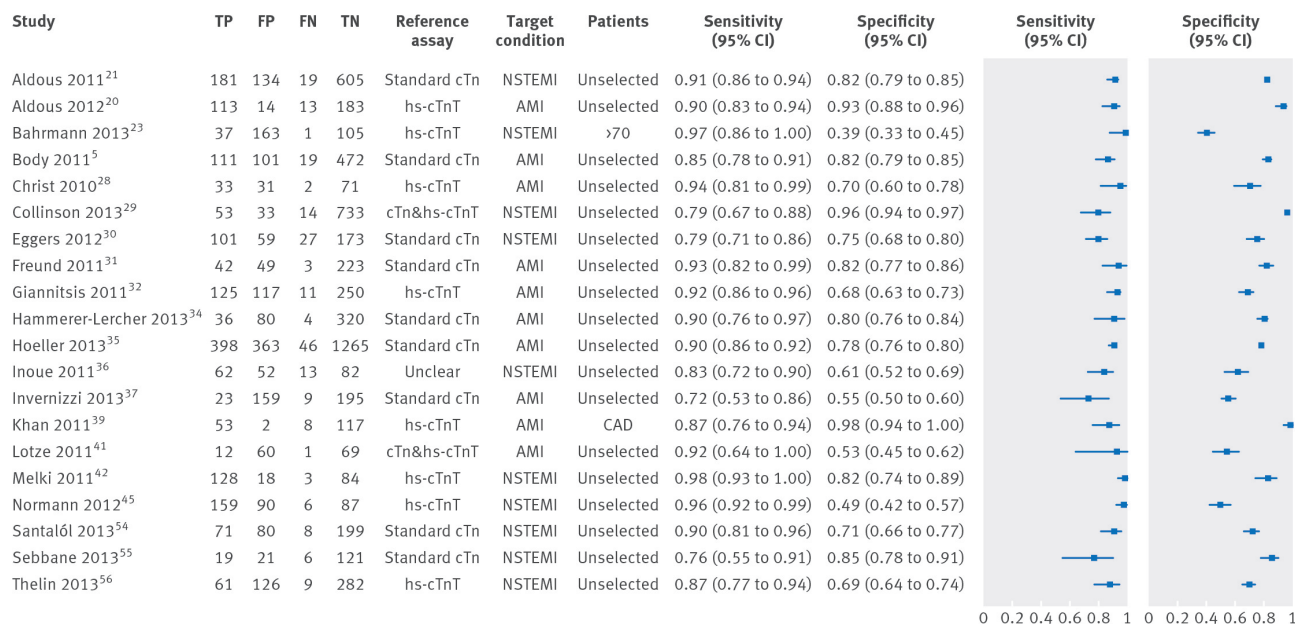 Study TP FP FN TN Reference assay Target condition Patients Sensitivity (95% CI) Specificity (95% CI) Sensitivity (95% CI) Specificity (95% CI)
Aldous 2011²¹ 181 134 19 605 Standard cTn NSTEMI Unselected 0.91 (0.86 to 0.94) 0.82 (0.79 to 0.85)
Aldous 2012²⁰ 113 14 13 183 hs-cTnT AMI Unselected 0.90 (0.83 to 0.94) 0.93 (0.88 to 0.96)
Bahrmann 2013²³ 37 163 1 105 hs-cTnT NSTEMI >70 0.97 (0.86 to 1.00) 0.39 (0.33 to 0.45)
Body 2011⁵ 111 101 19 472 Standard cTn AMI Unselected 0.85 (0.78 to 0.91) 0.82 (0.79 to 0.85)
Christ 2010²⁸ 33 31 2 71 hs-cTnT AMI Unselected 0.94 (0.81 to 0.99) 0.70 (0.60 to 0.78)
Collinson 2013²⁹ 53 33 14 733 cTn&hs-cTnT NSTEMI Unselected 0.79 (0.67 to 0.88) 0.96 (0.94 to 0.97)
Eggers 2012³⁰ 101 59 27 173 Standard cTn NSTEMI Unselected 0.79 (0.71 to 0.86) 0.75 (0.68 to 0.80)
Freund 2011³¹ 42 49 3 223 Standard cTn AMI Unselected 0.93 (0.82 to 0.99) 0.82 (0.77 to 0.86)
Giannitsis 2011³² 125 117 11 250 hs-cTnT AMI Unselected 0.92 (0.86 to 0.96) 0.68 (0.63 to 0.73)
Hammerer-Lercher 2013³⁴ 36 80 4 320 Standard cTn AMI Unselected 0.90 (0.76 to 0.97) 0.80 (0.76 to 0.84)
Hoeller 2013³⁵ 398 363 46 1265 Standard cTn AMI Unselected 0.90 (0.86 to 0.92) 0.78 (0.76 to 0.80)
Inoue 2011³⁶ 62 52 13 82 Unclear NSTEMI Unselected 0.83 (0.72 to 0.90) 0.61 (0.52 to 0.69)
Invernizzi 2013³⁷ 23 159 9 195 Standard cTn AMI Unselected 0.72 (0.53 to 0.86) 0.55 (0.50 to 0.60)
Khan 2011³⁹ 53 2 8 117 hs-cTnT AMI CAD 0.87 (0.76 to 0.94) 0.98 (0.94 to 1.00)
Lotze 2011⁴¹ 12 60 1 69 cTn&hs-cTnT AMI Unselected 0.92 (0.64 to 1.00) 0.53 (0.45 to 0.62)
Melki 2011⁴² 128 18 3 84 hs-cTnT NSTEMI Unselected 0.98 (0.93 to 1.00) 0.82 (0.74 to 0.89)
Normann 2012⁴⁵ 159 90 6 87 hs-cTnT NSTEMI Unselected 0.96 (0.92 to 0.99) 0.49 (0.42 to 0.57)
Santalól 2013⁵⁴ 71 80 8 199 Standard cTn NSTEMI Unselected 0.90 (0.81 to 0.96) 0.71 (0.66 to 0.77)
Sebbane 2013⁵⁵ 19 21 6 121 Standard cTn NSTEMI Unselected 0.76 (0.55 to 0.91) 0.85 (0.78 to 0.91)
Thelin 2013⁵⁶ 61 126 9 282 hs-cTnT NSTEMI Unselected 0.87 (0.77 to 0.94) 0.69 (0.64 to 0.74)
0 0.2 0.4 0.6 0.8 1 0 0.2 0.4 0.6 0.8 1